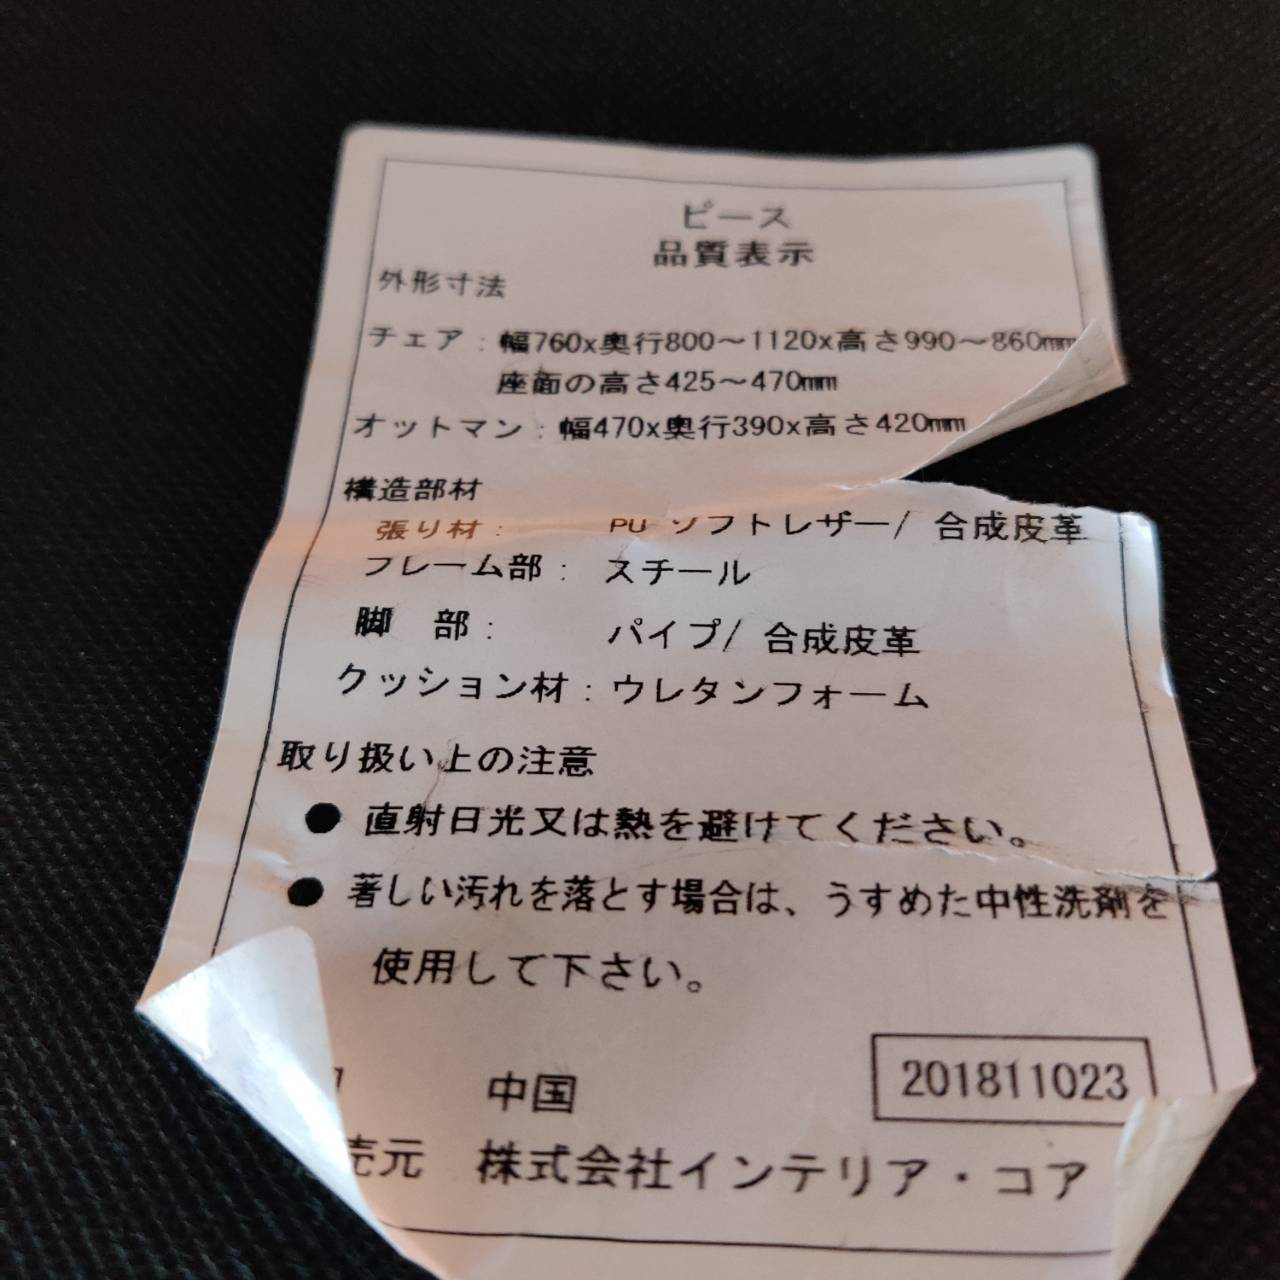 ピース
品質表示
外形寸法
チェア：幅760x奥行800～1120x高さ990～860mm
座面の高さ425～470mm
オットマン：幅470x奥行390x高さ420mm
構造部材
張り材： PU ソフトレザー/ 合成皮革
フレーム部： スチール
脚 部： パイプ/ 合成皮革
クッション材：ウレタンフォーム
取り扱い上の注意
● 直射日光又は熱を避けてください。
● 著しい汚れを落とす場合は、うすめた中性洗剤を
使用して下さい。
中国 201811023
売元 株式会社インテリア・コア